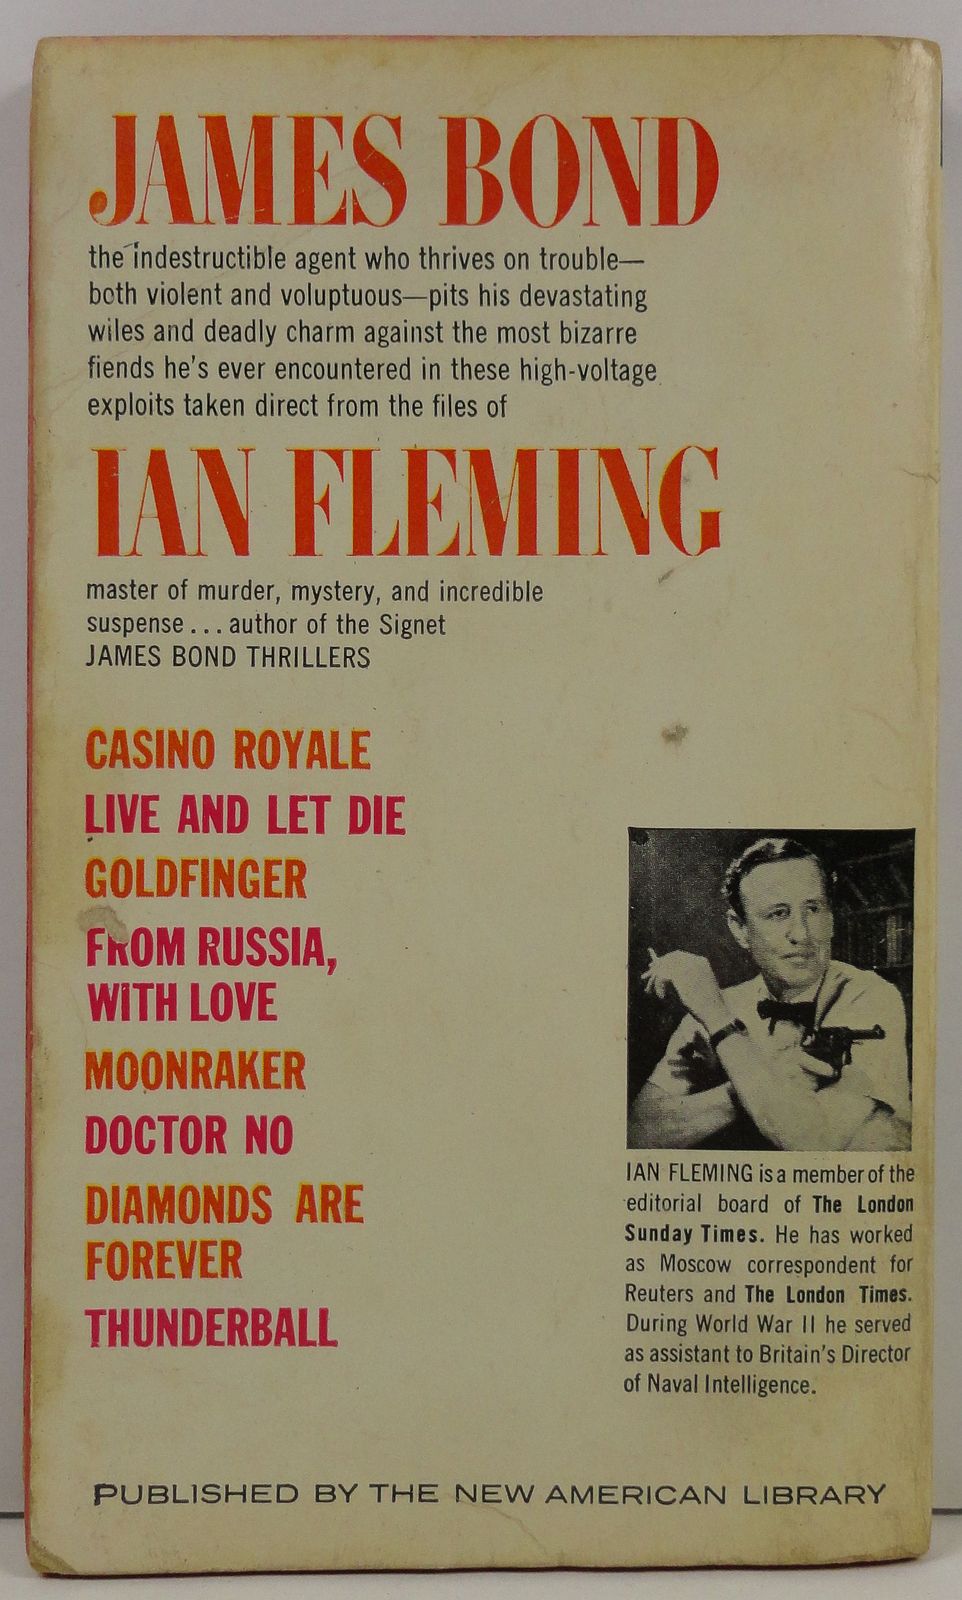 JAMES BOND
the indestructible agent who thrives on trouble—
both violent and voluptuous—pits his devastating
wiles and deadly charm against the most bizarre
fiends he's ever encountered in these high-voltage
exploits taken direct from the files of
IAN FLEMING
master of murder, mystery, and incredible
suspense... author of the Signet
JAMES BOND THRILLERS
CASINO ROYALE
LIVE AND LET DIE
GOLDFINGER
FROM RUSSIA,
WITH LOVE
MOONRAKER
DOCTOR NO
DIAMONDS ARE
FOREVER
THUNDERBALL
IAN FLEMING is a member of the
editorial board of The London
Sunday Times. He has worked
as Moscow correspondent for
Reuters and The London Times.
During World War II he served
as assistant to Britain's Director
of Naval Intelligence.
PUBLISHED BY THE NEW AMERICAN LIBRARY